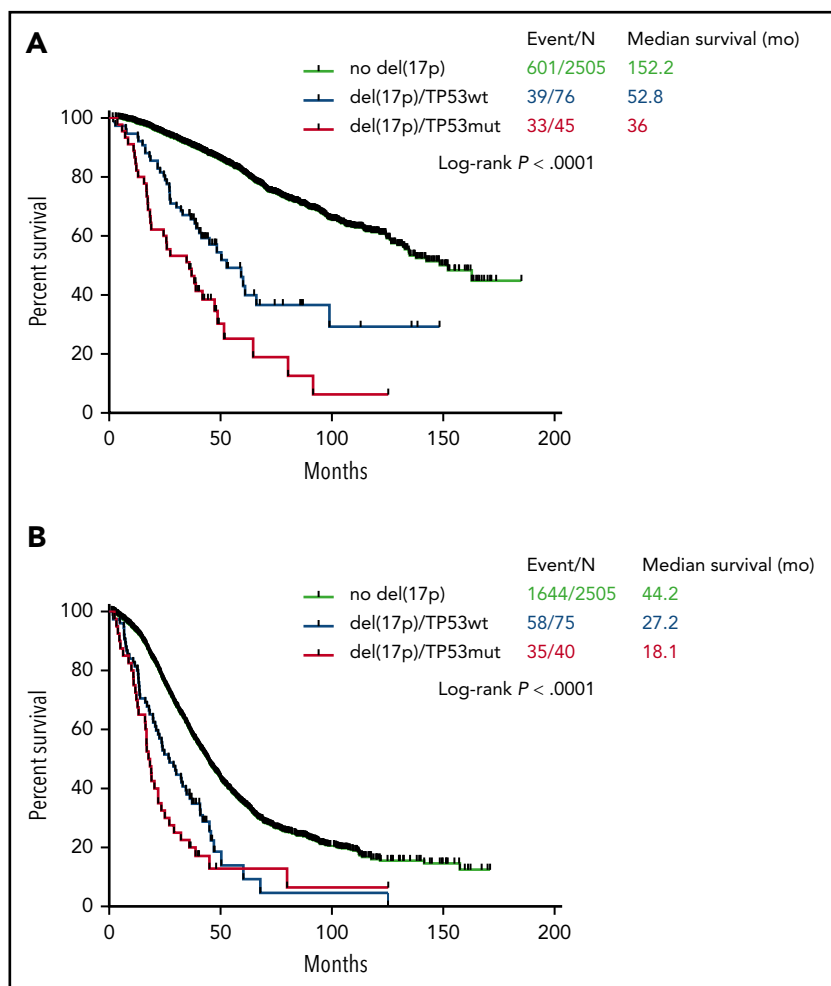 A
Event/N Median survival (mo)
no del(17p) 601/2505 152.2
del(17p)/TP53wt 39/76 52.8
del(17p)/TP53mut 33/45 36
Log-rank P < .0001
100
80
60
40
20
0
Percent survival
0 50 100 150 200
Months
B
Event/N Median survival (mo)
no del(17p) 1644/2505 44.2
del(17p)/TP53wt 58/75 27.2
del(17p)/TP53mut 35/40 18.1
Log-rank P < .0001
100
80
60
40
20
0
Percent survival
0 50 100 150 200
Months